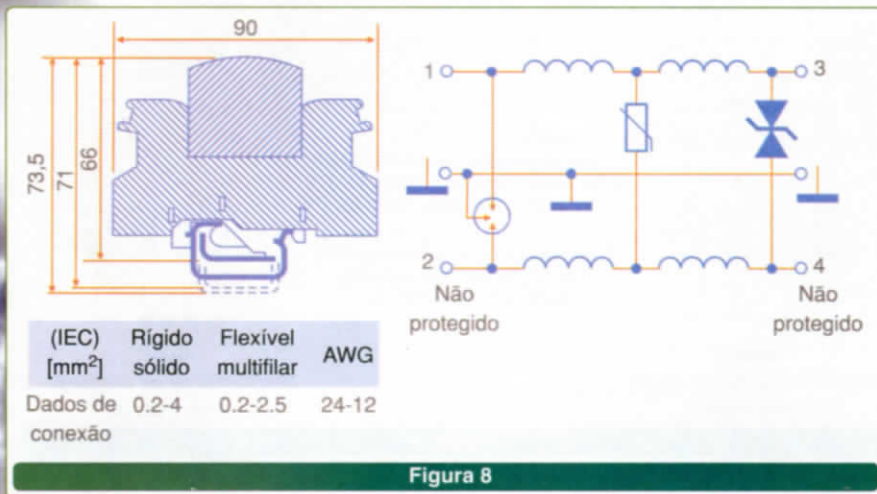 90
73,5
71
66
1
2
3
4
Não
protegido
Não
protegido
(IEC)
[mm²]
Rígido
sólido
Flexível
multifilar
AWG
Dados de
conexão
0.2-4
0.2-2.5
24-12
Figura 8